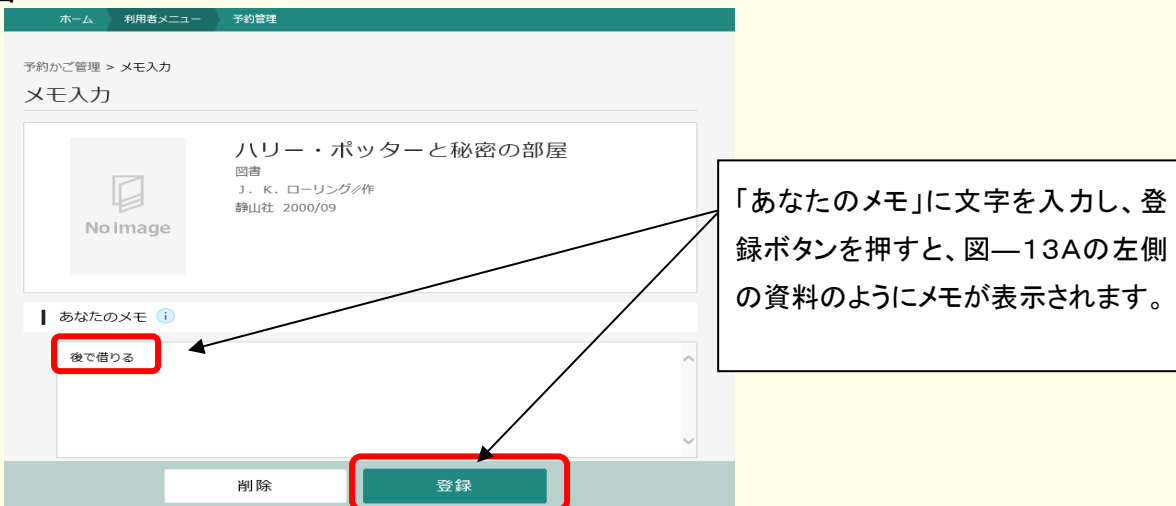 ホーム 利用者メニュー 予約管理
予約かご管理 > メモ入力
メモ入力
ハリー・ポッターと秘密の部屋
図書
J. K. ローリング∥作
静山社 2000/09
No image
あなたのメモ i
後で借りる
削除 登録
「あなたのメモ」に文字を入力し、登
録ボタンを押すと、図―13Aの左側
の資料のようにメモが表示されます。